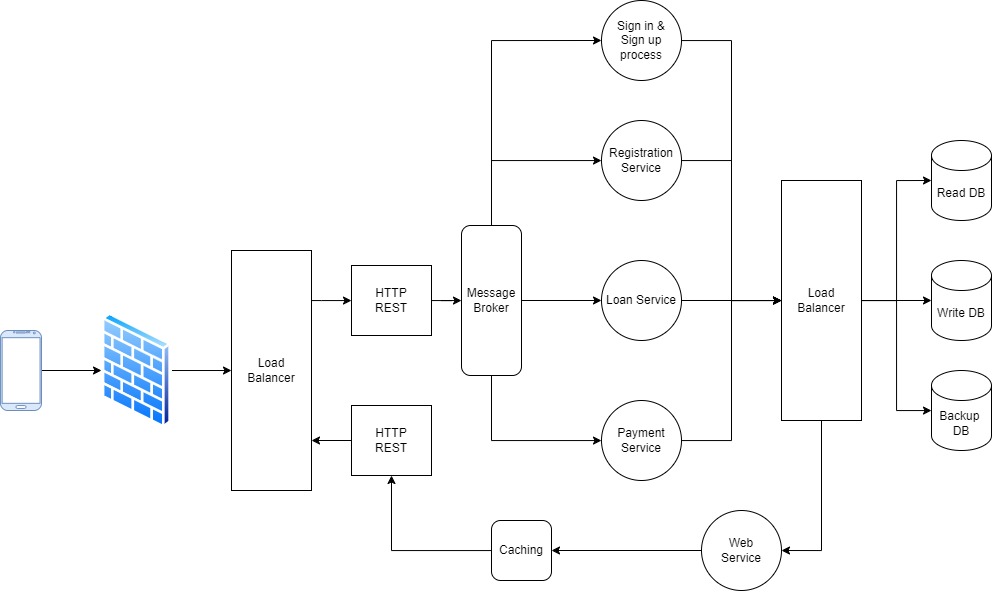 Sign in &
Sign up
process
Registration
Service
Read DB
HTTP
REST
Message
Broker
Loan Service
Load
Balancer
Write DB
Load
Balancer
HTTP
REST
Payment
Service
Backup
DB
Caching
Web
Service